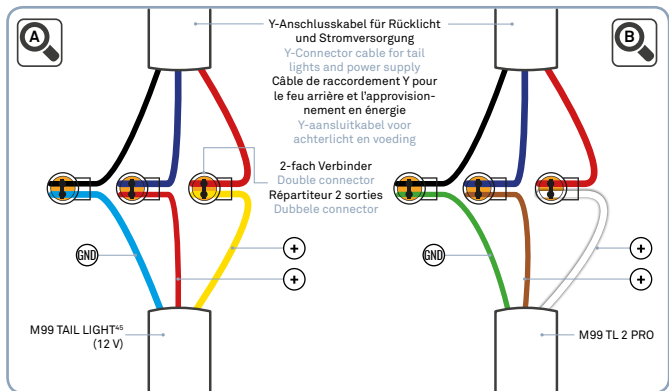 A
B
Y-Anschlusskabel für Rücklicht
und Stromversorgung
Y-Connector cable for tail
lights and power supply
Câble de raccordement Y pour
le feu arrière et l'approvision-
nement en énergie
Y-aansluitkabel voor
achterlicht en voeding
2-fach Verbinder
Double connector
Répartiteur 2 sorties
Dubbele connector
GND
+
+
GND
+
+
M99 TAIL LIGHT⁴⁵
(12 V)
M99 TL 2 PRO